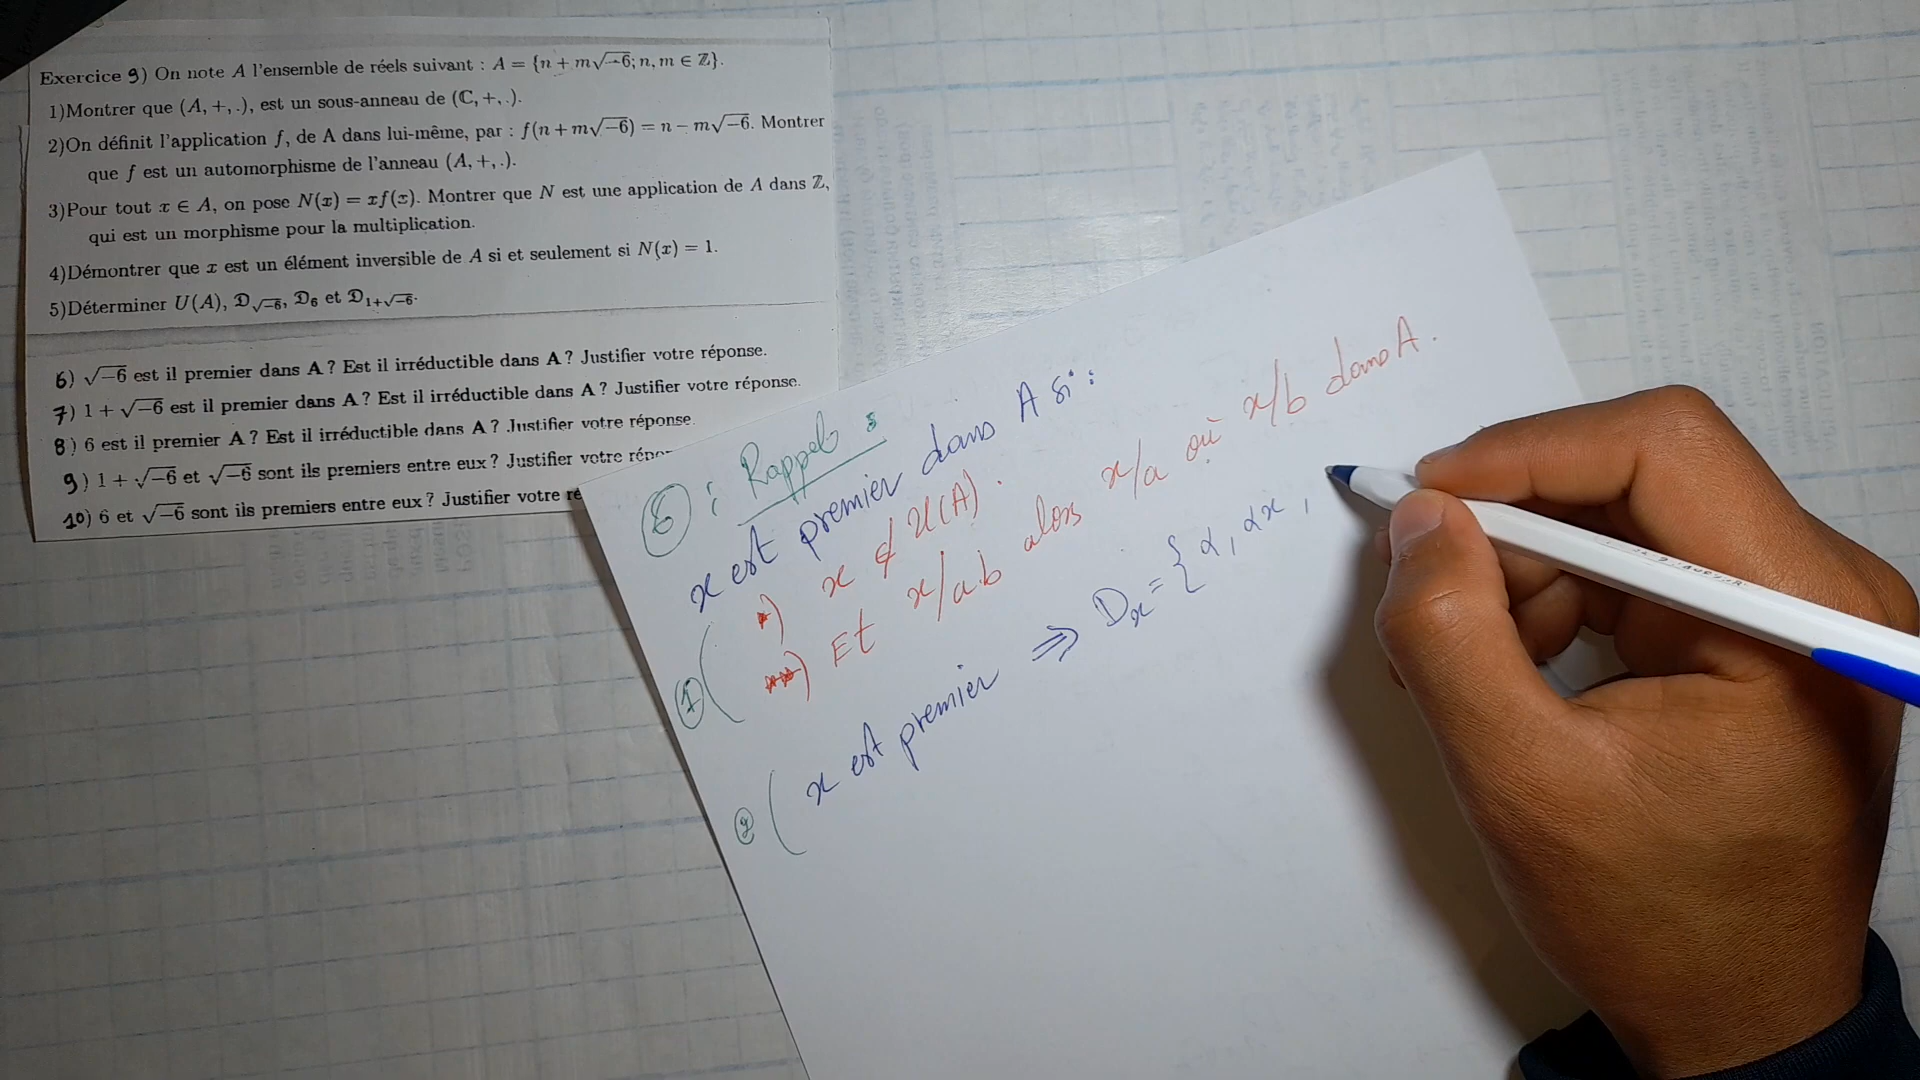 Exercice 9) On note A l'ensemble de réels suivant : A = {n + m√−6; n, m ∈ ℤ}.
1)Montrer que (A, +, .), est un sous-anneau de (ℂ, +, .).
2)On définit l'application f, de A dans lui-même, par : f(n + m√−6) = n − m√−6. Montrer
que f est un automorphisme de l'anneau (A, +, .).
3)Pour tout x ∈ A, on pose N(x) = xf(x). Montrer que N est une application de A dans ℤ,
qui est un morphisme pour la multiplication.
4)Démontrer que x est un élément inversible de A si et seulement si N(x) = 1.
5)Déterminer U(A), D√−6, D6 et D1+√−6.
6) √−6 est il premier dans A ? Est il irréductible dans A ? Justifier votre réponse.
7) 1 + √−6 est il premier dans A ? Est il irréductible dans A ? Justifier votre réponse.
8) 6 est il premier A ? Est il irréductible dans A ? Justifier votre réponse.
9) 1 + √−6 et √−6 sont ils premiers entre eux ? Justifier votre répon
10) 6 et √−6 sont ils premiers entre eux ? Justifier votre ré
6) : Rappel :
x est premier dans A si :
*) x ∉ U(A).
1 **) Et x/ab alors x/a où x/b dans A.
2 x est premier ⇒ Dx = { α, αx ,